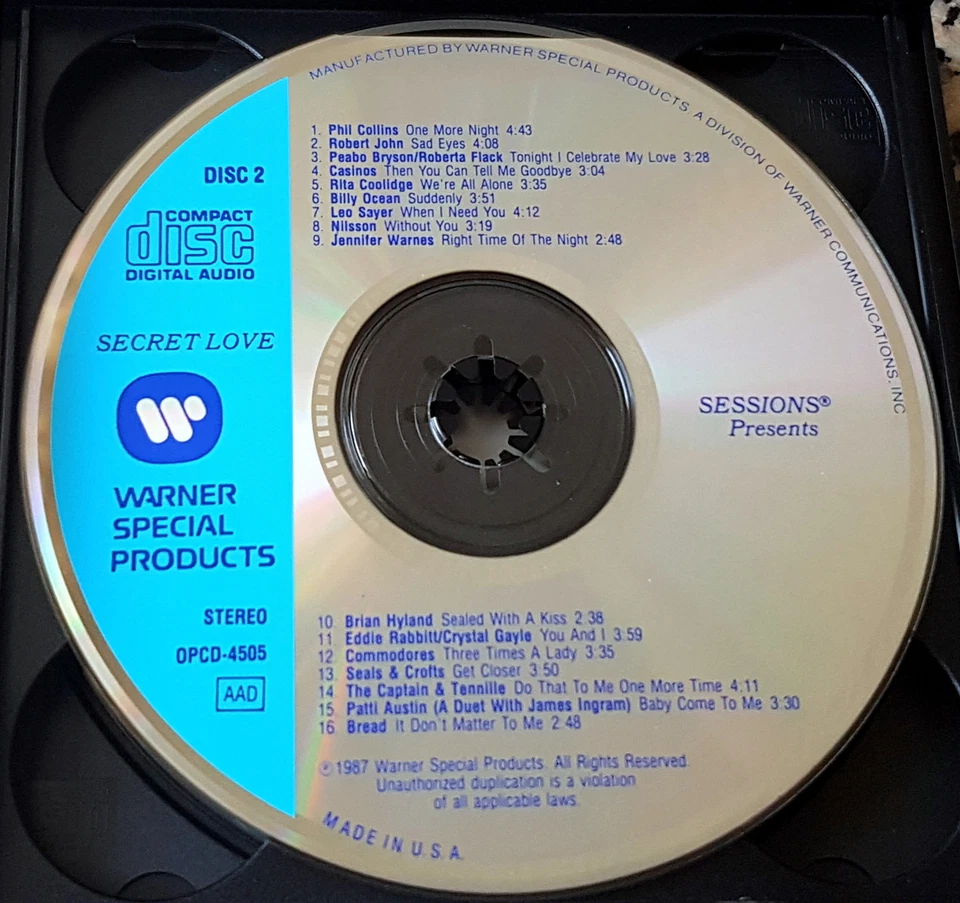 MANUFACTURED BY WARNER SPECIAL PRODUCTS A DIVISION OF WARNER COMMUNICATIONS, INC
1. Phil Collins One More Night 4:43
2. Robert John Sad Eyes 4:08
3. Peabo Bryson/Roberta Flack Tonight I Celebrate My Love 3:28
4. Casinos Then You Can Tell Me Goodbye 3:04
5. Rita Coolidge We're All Alone 3:35
6. Billy Ocean Suddenly 3:51
7. Leo Sayer When I Need You 4:12
8. Nilsson Without You 3:19
9. Jennifer Warnes Right Time Of The Night 2:48
DISC 2
COMPACT
disc
DIGITAL AUDIO
SECRET LOVE
W
WARNER
SPECIAL
PRODUCTS
SESSIONS®
Presents
STEREO
OPCD-4505
AAD
10. Brian Hyland Sealed With A Kiss 2:38
11. Eddie Rabbitt/Crystal Gayle You And I 3:59
12. Commodores Three Times A Lady 3:35
13. Seals & Crofts Get Closer 3:50
14. The Captain & Tennille Do That To Me One More Time 4:11
15. Patti Austin (A Duet With James Ingram) Baby Come To Me 3:30
16. Bread It Don't Matter To Me 2:48
℗1987 Warner Special Products. All Rights Reserved.
Unauthorized duplication is a violation
of all applicable laws.
MADE IN U.S.A.
COMPACT
disc